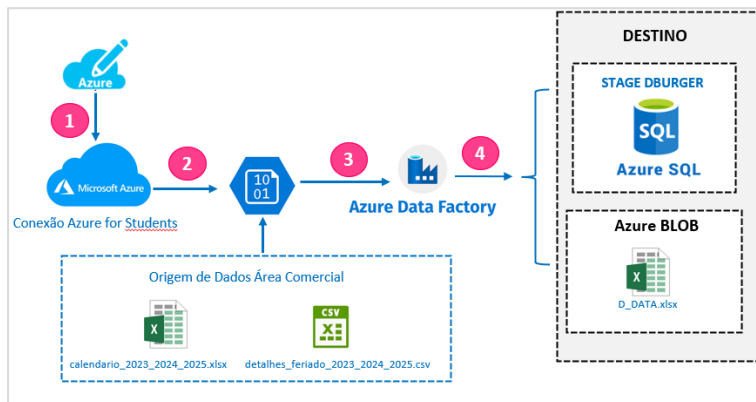 DESTINO
Azure
STAGE DBURGER
1
SQL
Azure SQL
2
3
4
Microsoft Azure
10
01
Azure Data Factory
Conexão Azure for Students
Azure BLOB
Origem de Dados Área Comercial
X
CSV
X
D_DATA.xlsx
X
calendario_2023_2024_2025.xlsx
detalhes_feriado_2023_2024_2025.csv